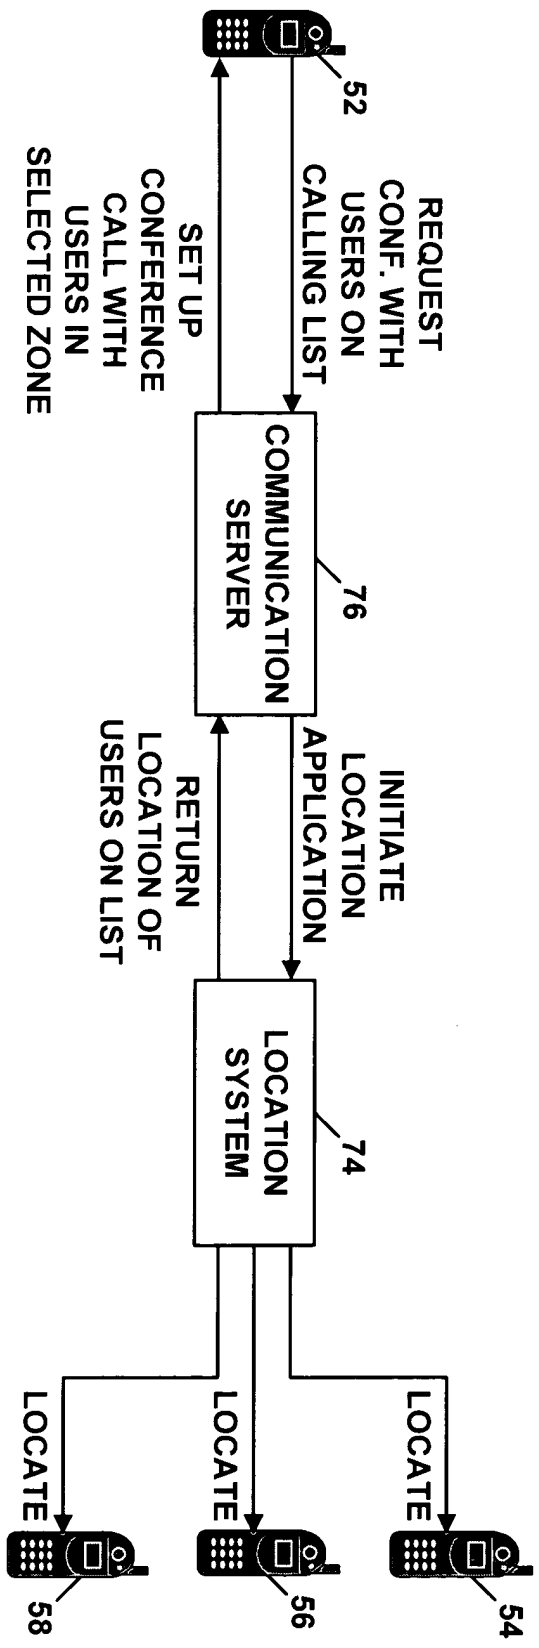 52
REQUEST
CONF. WITH
USERS ON
CALLING LIST
SET UP
CONFERENCE
CALL WITH
USERS IN
SELECTED ZONE
76
COMMUNICATION
SERVER
INITIATE
LOCATION
APPLICATION
RETURN
LOCATION OF
USERS ON LIST
74
LOCATION
SYSTEM
LOCATE
54
LOCATE
56
LOCATE
58